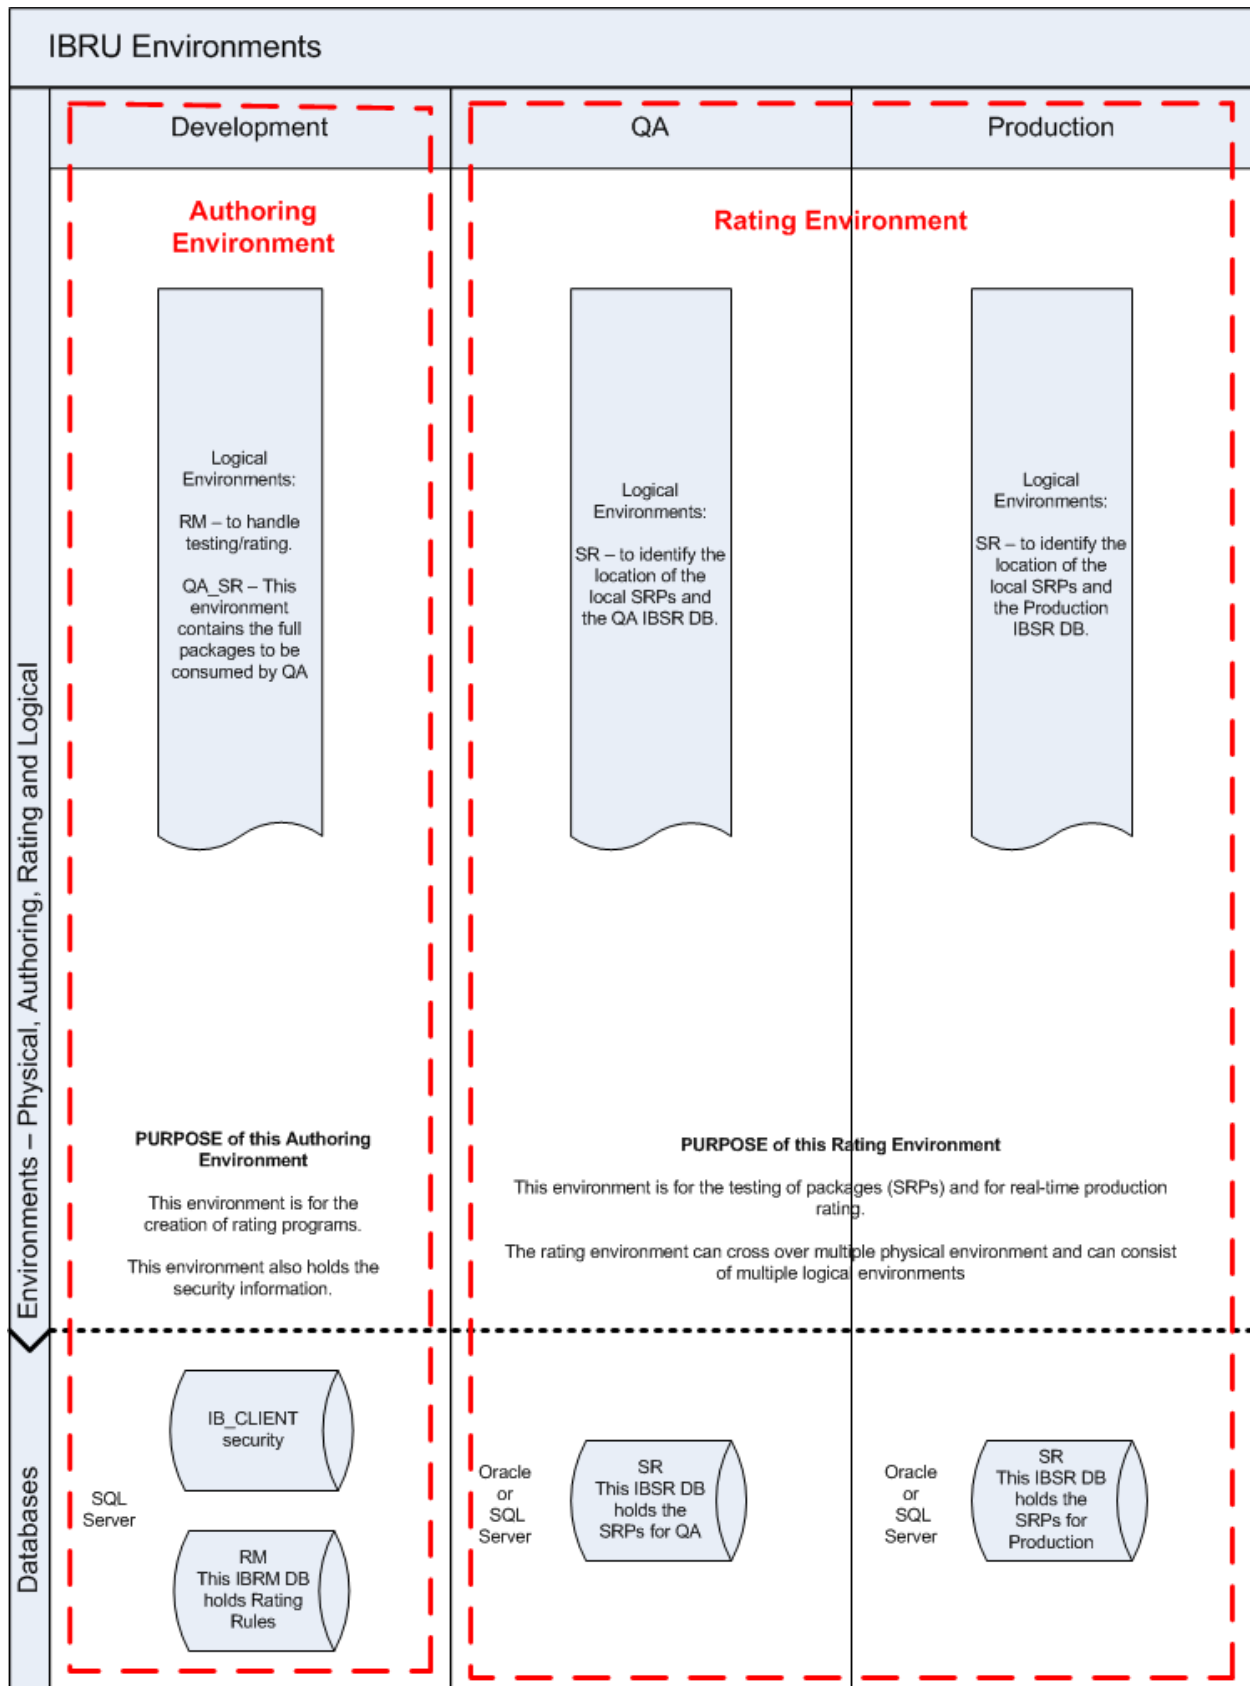 IBRU Environments
Development
QA
Production
Authoring
Environment
Rating Environment
Logical
Environments:
RM – to handle
testing/rating.
QA_SR – This
environment
contains the full
packages to be
consumed by QA
Logical
Environments:
SR – to identify the
location of the
local SRPs and
the QA IBSR DB.
Logical
Environments:
SR – to identify the
location of the
local SRPs and
the Production
IBSR DB.
Environments – Physical, Authoring, Rating and Logical
PURPOSE of this Authoring
Environment
This environment is for the
creation of rating programs.
This environment also holds the
security information.
PURPOSE of this Rating Environment
This environment is for the testing of packages (SRPs) and for real-time production
rating.
The rating environment can cross over multiple physical environment and can consist
of multiple logical environments
Databases
SQL
Server
IB_CLIENT
security
RM
This IBRM DB
holds Rating
Rules
Oracle
or
SQL
Server
SR
This IBSR DB
holds the
SRPs for QA
Oracle
or
SQL
Server
SR
This IBSR DB
holds the
SRPs for
Production